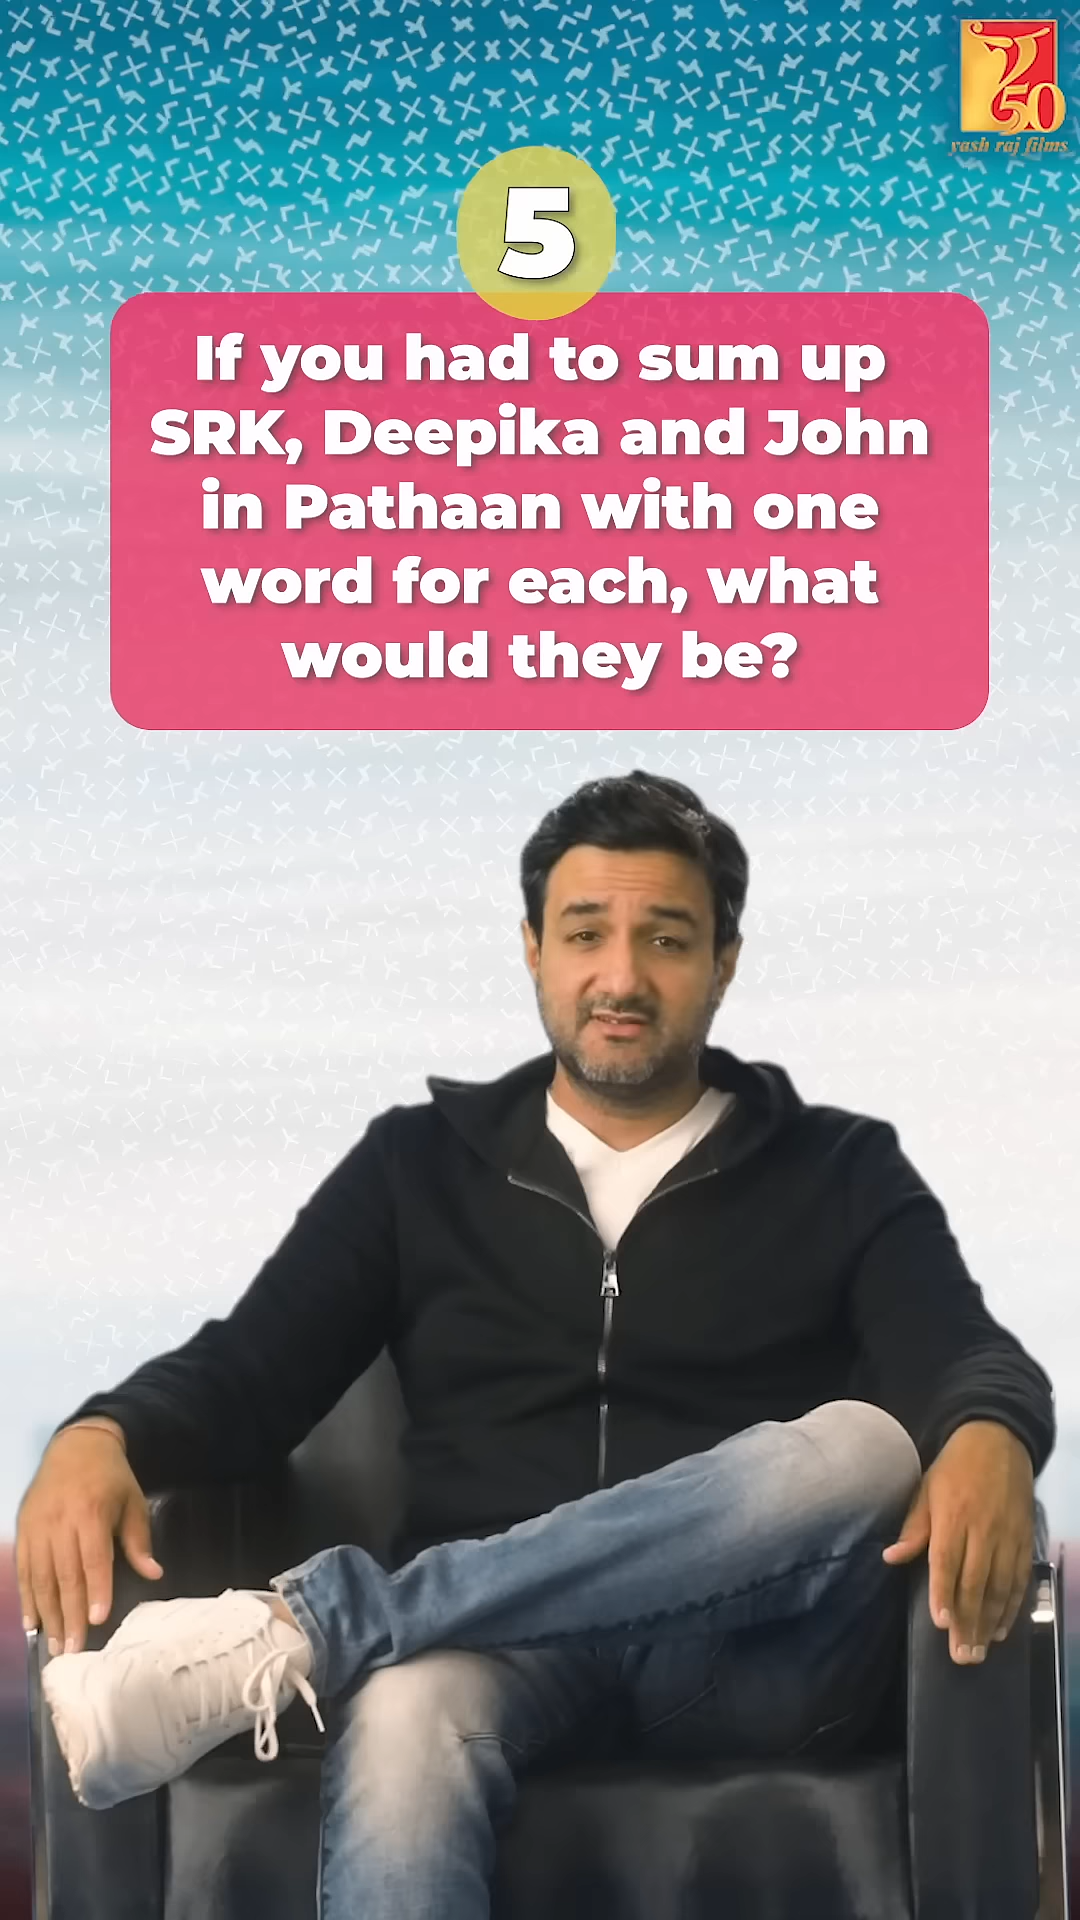 50
yash raj films
5
If you had to sum up
SRK, Deepika and John
in Pathaan with one
word for each, what
would they be?